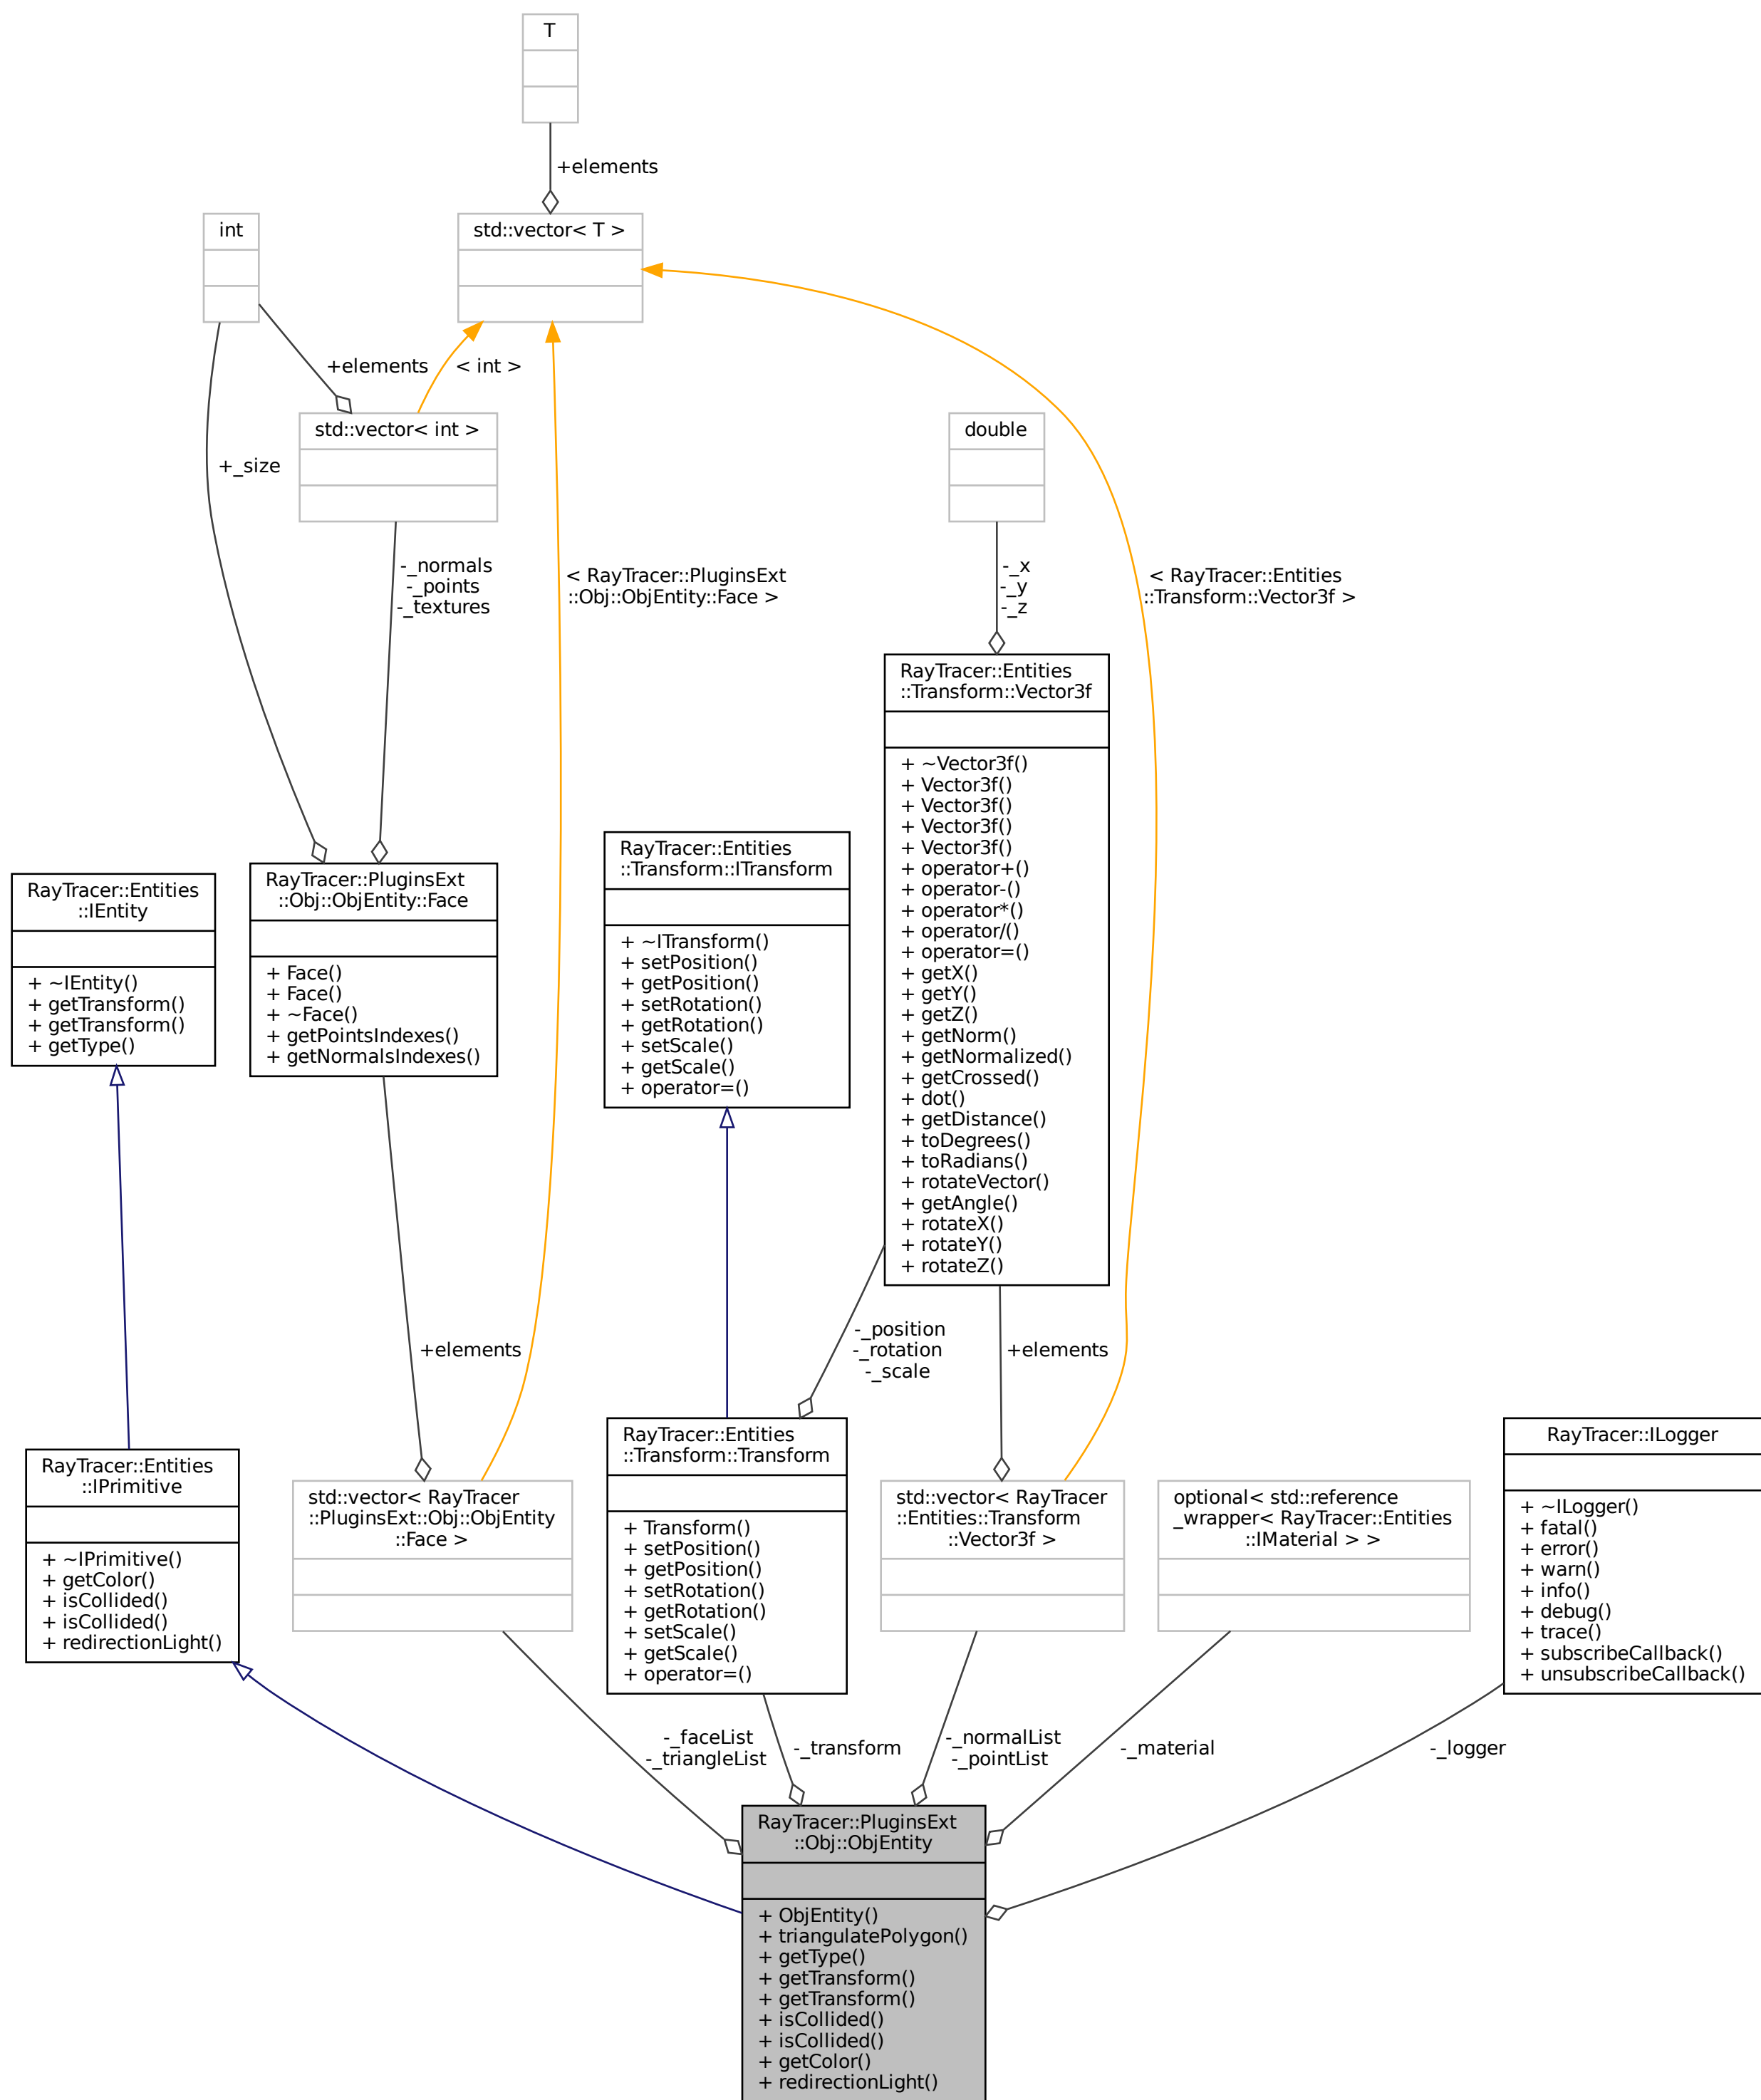 T
+elements
int
std::vector< T >
+elements
< int >
+_size
std::vector< int >
double
-_normals
-_points
-_textures
< RayTracer::PluginsExt
::Obj::ObjEntity::Face >
-_x
-_y
-_z
< RayTracer::Entities
::Transform::Vector3f >
RayTracer::Entities
::Transform::Vector3f
+ ~Vector3f()
+ Vector3f()
+ Vector3f()
+ Vector3f()
+ Vector3f()
+ operator+()
+ operator-()
+ operator*()
+ operator/()
+ operator=()
+ getX()
+ getY()
+ getZ()
+ getNorm()
+ getNormalized()
+ getCrossed()
+ dot()
+ getDistance()
+ toDegrees()
+ toRadians()
+ rotateVector()
+ getAngle()
+ rotateX()
+ rotateY()
+ rotateZ()
RayTracer::Entities
::IEntity
+ ~IEntity()
+ getTransform()
+ getTransform()
+ getType()
RayTracer::PluginsExt
::Obj::ObjEntity::Face
+ Face()
+ Face()
+ ~Face()
+ getPointsIndexes()
+ getNormalsIndexes()
RayTracer::Entities
::Transform::ITransform
+ ~ITransform()
+ setPosition()
+ getPosition()
+ setRotation()
+ getRotation()
+ setScale()
+ getScale()
+ operator=()
+elements
-_position
-_rotation
-_scale
+elements
RayTracer::Entities
::IPrimitive
+ ~IPrimitive()
+ getColor()
+ isCollided()
+ isCollided()
+ redirectionLight()
std::vector< RayTracer
::PluginsExt::Obj::ObjEntity
::Face >
RayTracer::Entities
::Transform::Transform
+ Transform()
+ setPosition()
+ getPosition()
+ setRotation()
+ getRotation()
+ setScale()
+ getScale()
+ operator=()
std::vector< RayTracer
::Entities::Transform
::Vector3f >
optional< std::reference
_wrapper< RayTracer::Entities
::IMaterial > >
RayTracer::ILogger
+ ~ILogger()
+ fatal()
+ error()
+ warn()
+ info()
+ debug()
+ trace()
+ subscribeCallback()
+ unsubscribeCallback()
-_faceList
-_triangleList
-_transform
-_normalList
-_pointList
-_material
-_logger
RayTracer::PluginsExt
::Obj::ObjEntity
+ ObjEntity()
+ triangulatePolygon()
+ getType()
+ getTransform()
+ getTransform()
+ isCollided()
+ isCollided()
+ getColor()
+ redirectionLight()